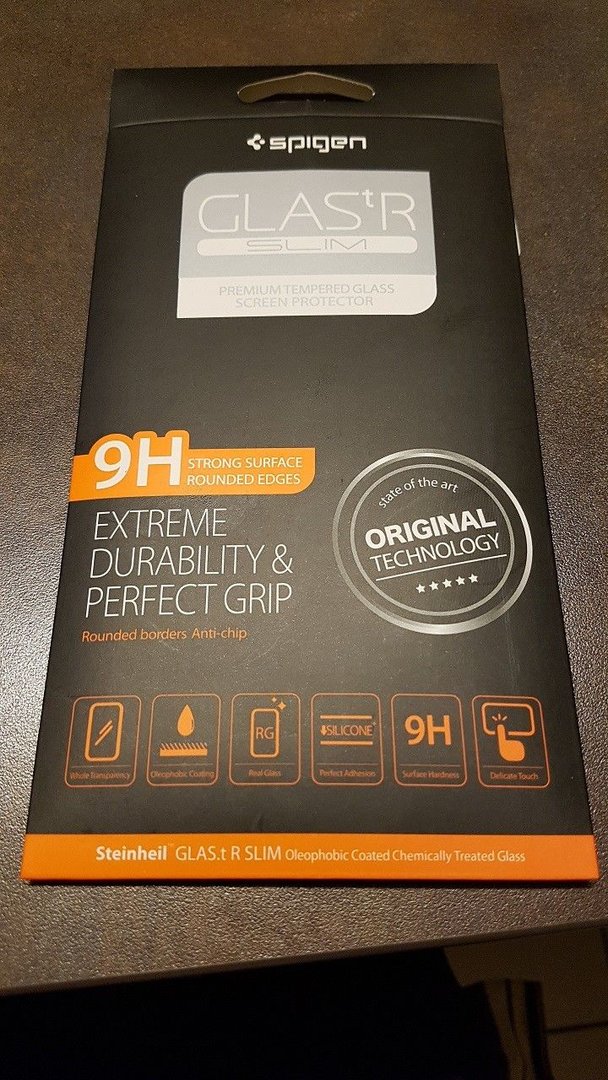 spigen
GLAStR
SLIM
PREMIUM TEMPERED GLASS
SCREEN PROTECTOR
9H
STRONG SURFACE
ROUNDED EDGES
EXTREME
DURABILITY &
PERFECT GRIP
Rounded borders Anti-chip
state of the art
ORIGINAL
TECHNOLOGY
RG
SILICONE+
9H
Whole Transparency
Oleophobic Coating
Real Glass
Perfect Adhesion
Surface Hardness
Delicate Touch
Steinheil™ GLAS.t R SLIM Oleophobic Coated Chemically Treated Glass